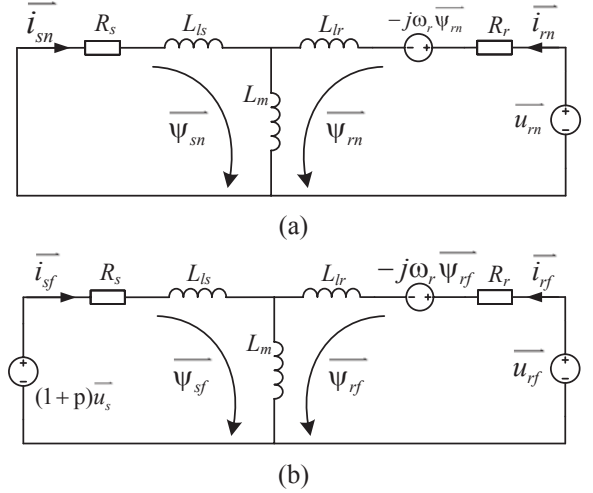 i_sn R_s L_ls L_lr -jω_r ψ_rn R_r i_rn
+ -
L_m
ψ_sn ψ_rn u_rn
(a)
i_sf R_s L_ls L_lr -jω_r ψ_rf R_r i_rf
+ -
L_m
ψ_sf ψ_rf u_rf
(1+p)u_s
(b)